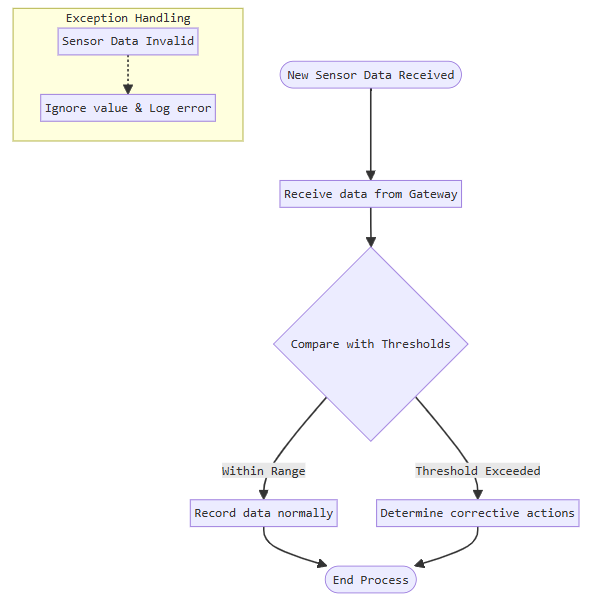 Exception Handling
Sensor Data Invalid
Ignore value & Log error
New Sensor Data Received
Receive data from Gateway
Compare with Thresholds
Within Range
Threshold Exceeded
Record data normally
Determine corrective actions
End Process